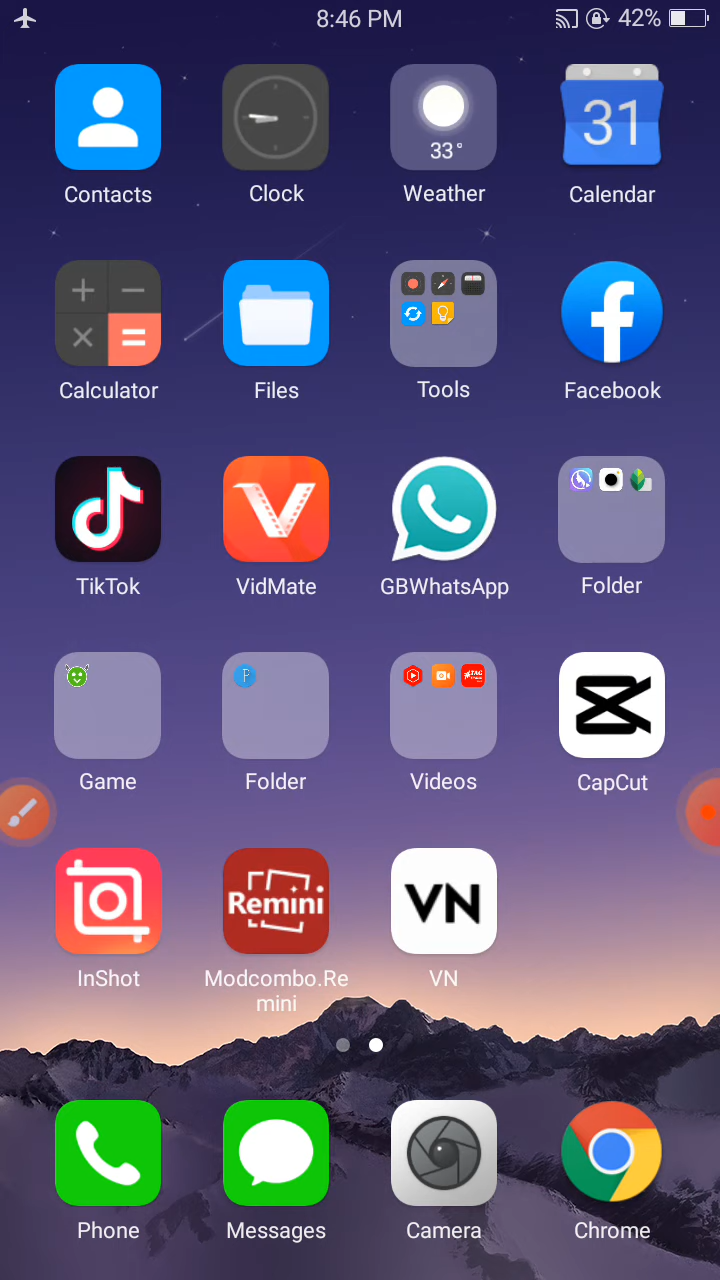 8:46 PM 42%
33°
31
Contacts Clock Weather Calendar
Calculator Files Tools Facebook
TikTok VidMate GBWhatsApp Folder
Game Folder Videos CapCut
Remini VN
InShot Modcombo.Re
mini VN
Phone Messages Camera Chrome